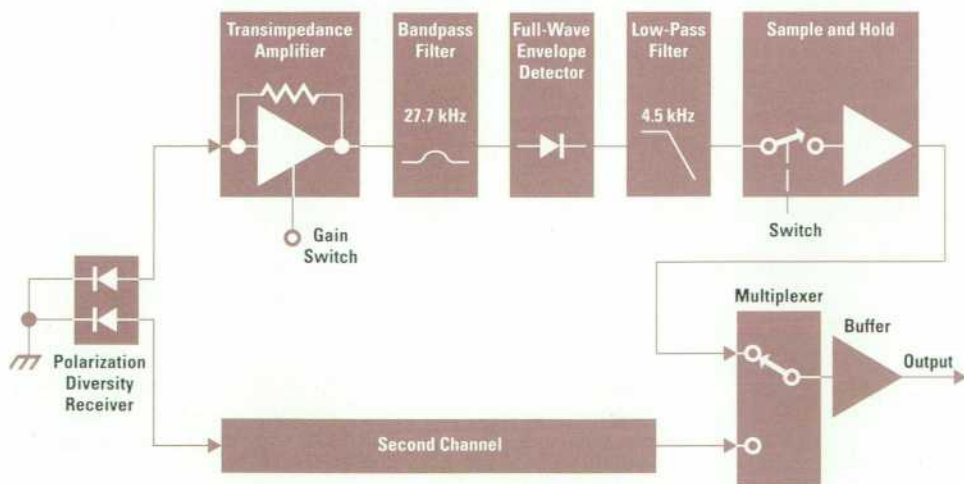 Transimpedance
Amplifier
Bandpass
Filter
27.7 kHz
Full-Wave
Envelope
Detector
Low-Pass
Filter
4.5 kHz
Sample and Hold
Gain
Switch
Switch
Polarization
Diversity
Receiver
Multiplexer
Buffer
Output
Second Channel